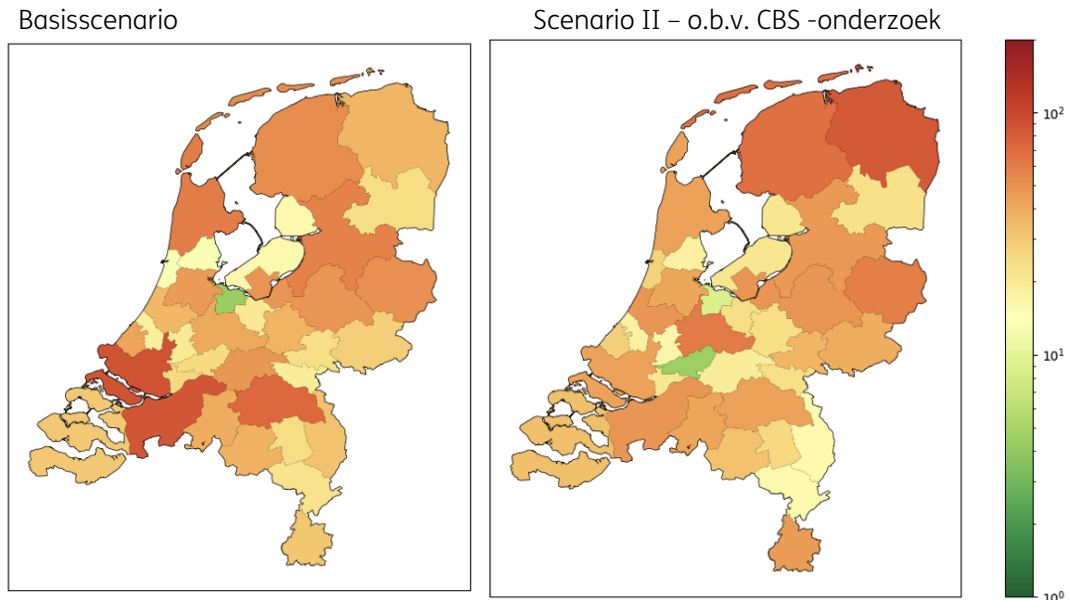 Basisscenario
Scenario II – o.b.v. CBS -onderzoek
10²
10¹
10⁰